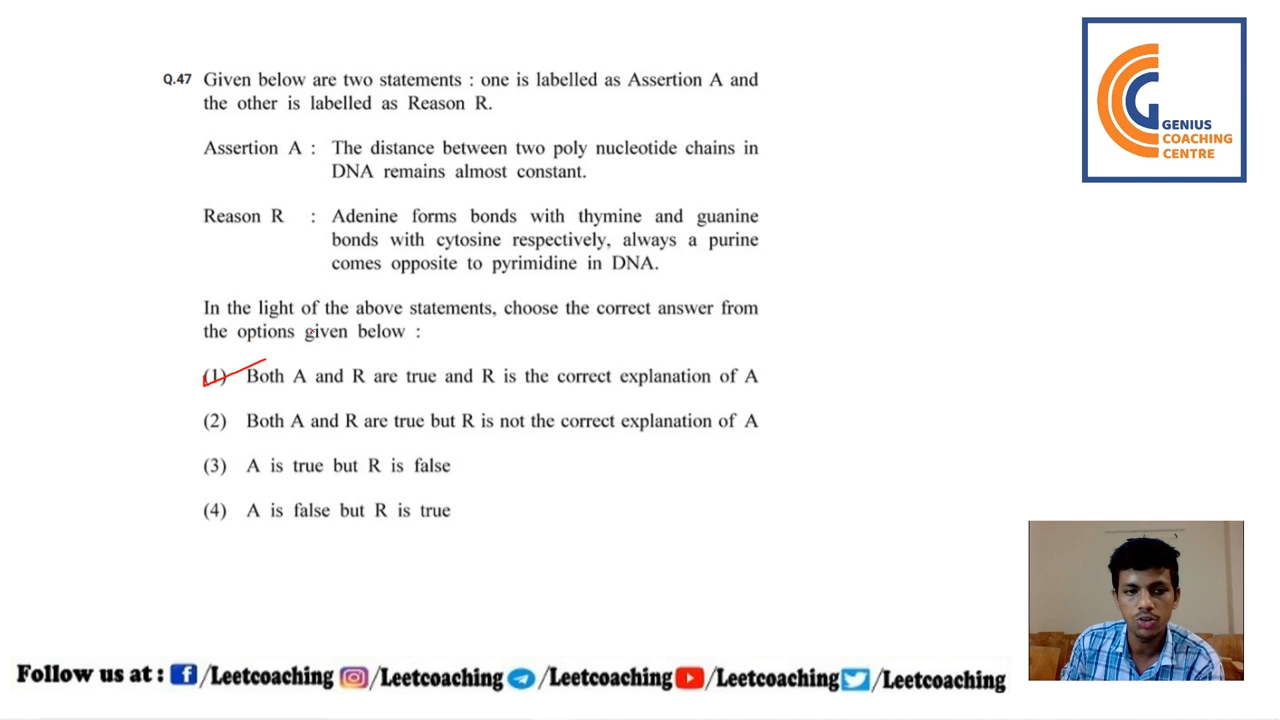 Q.47 Given below are two statements : one is labelled as Assertion A and
the other is labelled as Reason R.
Assertion A : The distance between two poly nucleotide chains in
DNA remains almost constant.
Reason R : Adenine forms bonds with thymine and guanine
bonds with cytosine respectively, always a purine
comes opposite to pyrimidine in DNA.
In the light of the above statements, choose the correct answer from
the options given below :
(1) Both A and R are true and R is the correct explanation of A
(2) Both A and R are true but R is not the correct explanation of A
(3) A is true but R is false
(4) A is false but R is true
G
GENIUS
COACHING
CENTRE
Follow us at : f /Leetcoaching /Leetcoaching /Leetcoaching /Leetcoaching /Leetcoaching